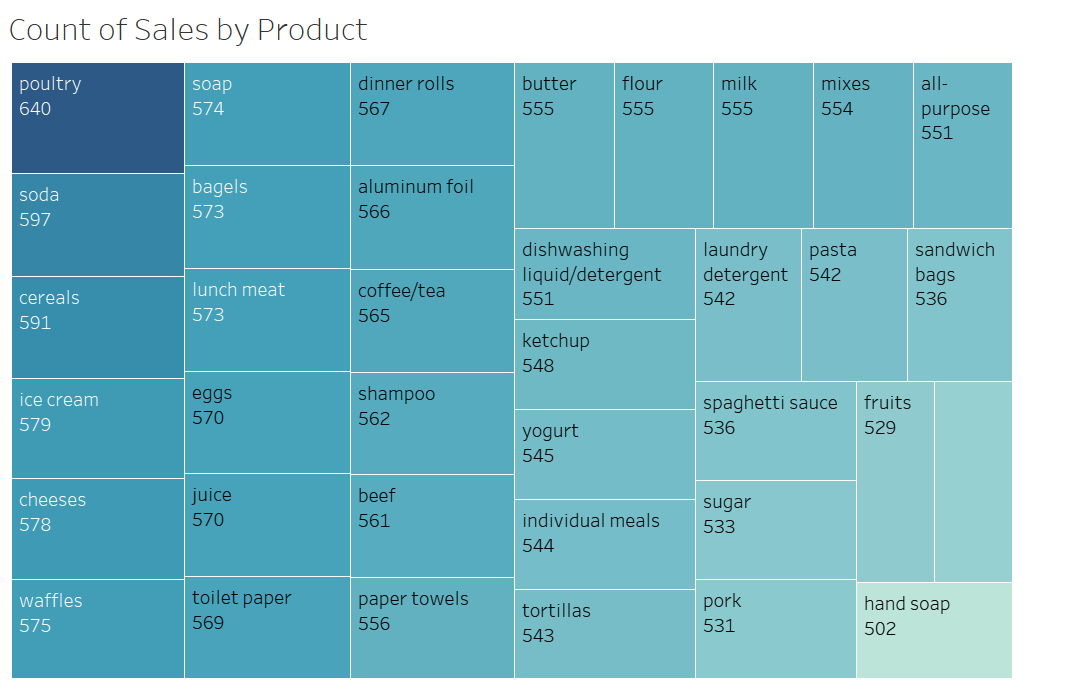 Count of Sales by Product
poultry
640
soda
597
cereals
591
ice cream
579
cheeses
578
waffles
575
soap
574
bagels
573
lunch meat
573
eggs
570
juice
570
toilet paper
569
dinner rolls
567
aluminum foil
566
coffee/tea
565
shampoo
562
beef
561
paper towels
556
butter
555
flour
555
milk
555
mixes
554
all-
purpose
551
dishwashing
liquid/detergent
551
ketchup
548
yogurt
545
individual meals
544
tortillas
543
laundry
detergent
542
pasta
542
sandwich
bags
536
spaghetti sauce
536
sugar
533
pork
531
fruits
529
hand soap
502